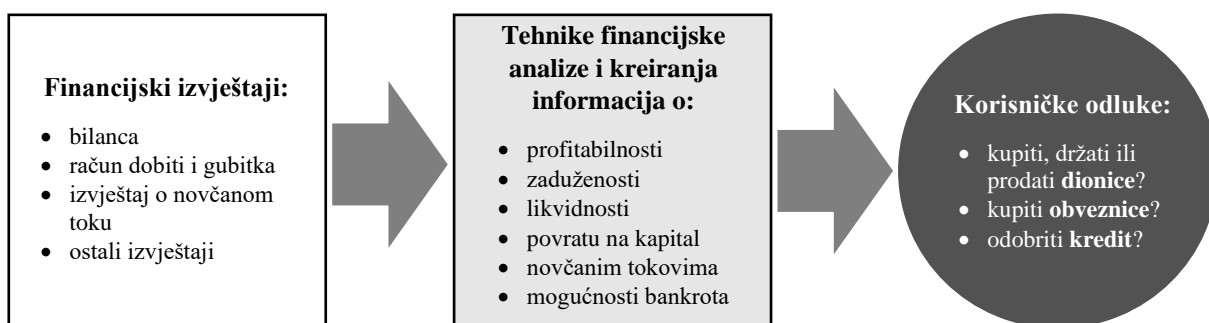 Financijski izvještaji:
• bilanca
• račun dobiti i gubitka
• izvještaj o novčanom
toku
• ostali izvještaji
Tehnike financijske
analize i kreiranja
informacija o:
• profitabilnosti
• zaduženosti
• likvidnosti
• povratu na kapital
• novčanim tokovima
• mogućnosti bankrota
Korisničke odluke:
• kupiti, držati ili
prodati dionice?
• kupiti obveznice?
• odobriti kredit?